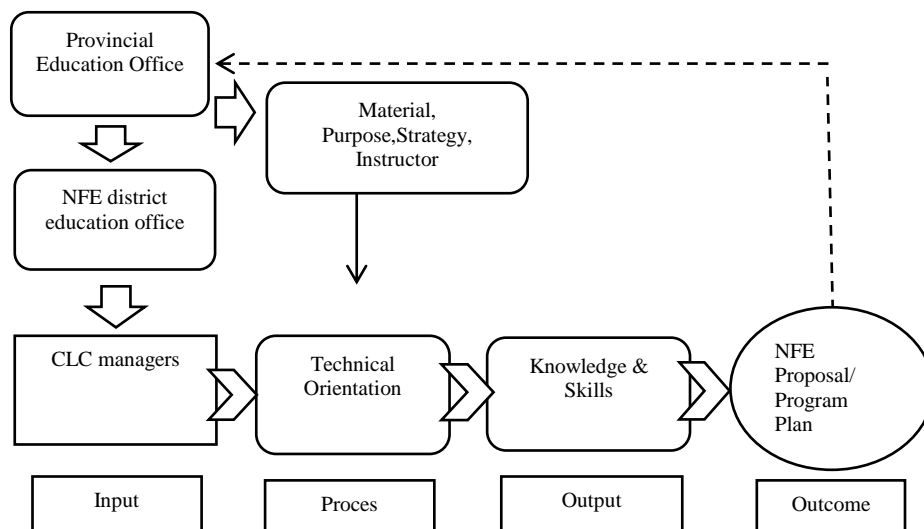 Provincial
Education Office
Material,
Purpose,Strategy,
Instructor
NFE district
education office
CLC managers
Technical
Orientation
Knowledge &
Skills
NFE
Proposal/
Program
Plan
Input
Proces
Output
Outcome